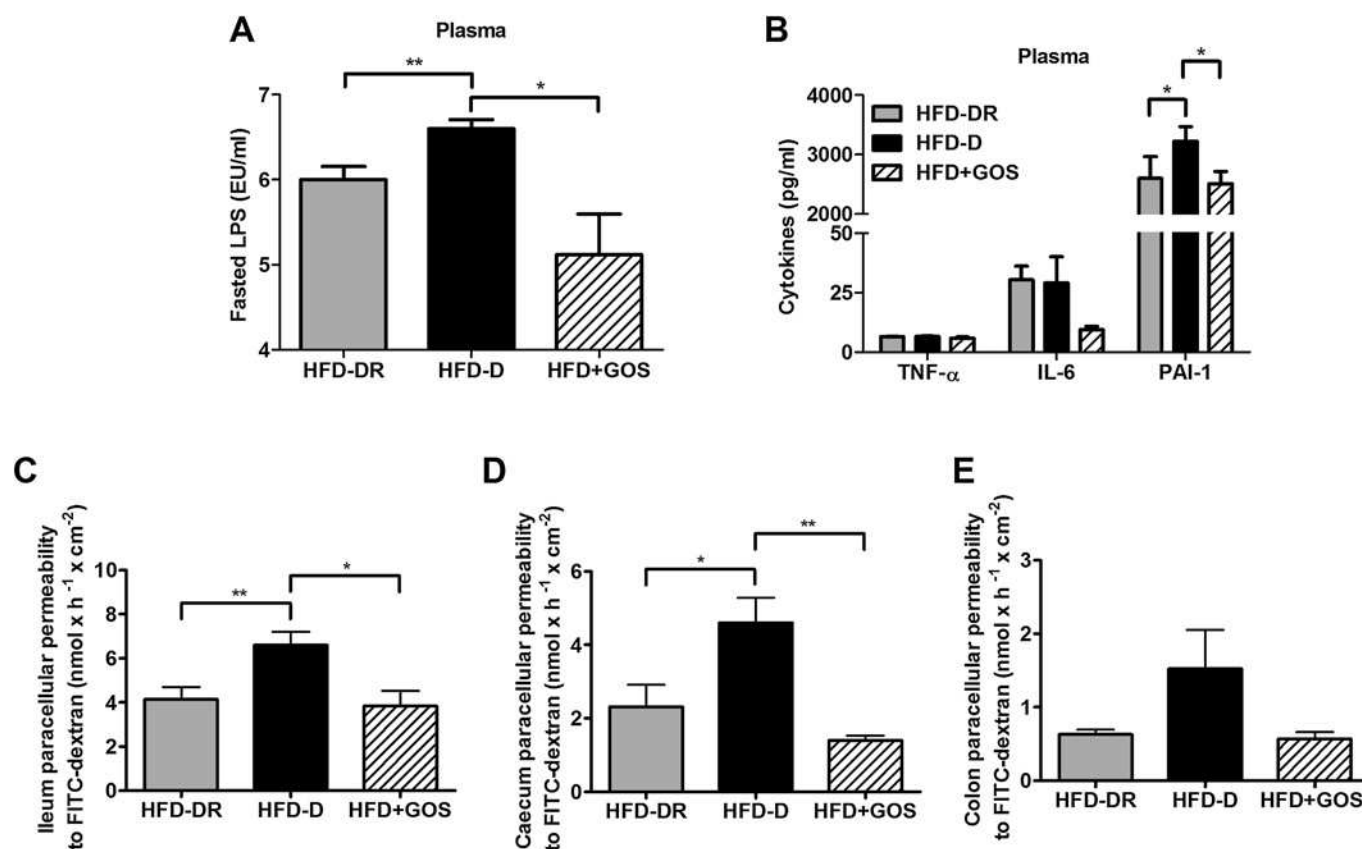 A
Plasma
**
*
7
6
5
4
Fasted LPS (EU/ml)
HFD-DR HFD-D HFD+GOS
B
Plasma
*
*
HFD-DR
HFD-D
HFD+GOS
4000
3000
2000
50
25
0
Cytokines (pg/ml)
TNF-α IL-6 PAI-1
C
Ileum paracellular permeability
to FITC-dextran (nmol x h⁻¹ x cm⁻²)
10
8
6
4
2
0
**
*
HFD-DR HFD-D HFD+GOS
D
Caecum paracellular permeability
to FITC-dextran (nmol x h⁻¹ x cm⁻²)
6
4
2
0
*
**
HFD-DR HFD-D HFD+GOS
E
Colon paracellular permeability
to FITC-dextran (nmol x h⁻¹ x cm⁻²)
3
2
1
0
HFD-DR HFD-D HFD+GOS